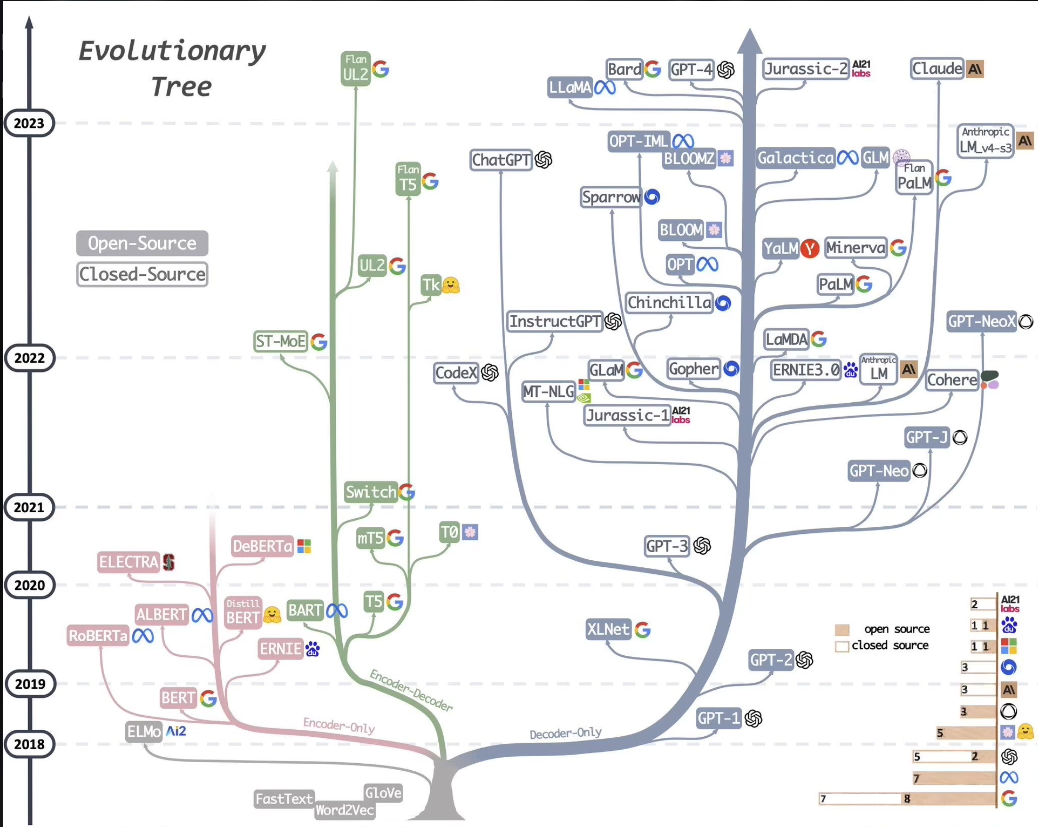 Evolutionary
Tree
2023
2022
2021
2020
2019
2018
Open-Source
Closed-Source
Flan
UL2
Flan
T5
UL2
Tk
ST-MoE
Switch
mT5
T0
T5
BART
Encoder-Decoder
DeBERTa
ELECTRA
Distill
BERT
ALBERT
RoBERTa
ERNIE
BERT
Encoder-Only
ELMo
Ai2
FastText
Word2Vec
GloVe
Bard
GPT-4
Jurassic-2
AI21
labs
Claude
A\
LLaMA
OPT-IML
BLOOMZ
ChatGPT
Galactica
GLM
Flan
PaLM
Anthropic
LM_v4-s3
A\
Sparrow
BLOOM
YaLM
Minerva
OPT
PaLM
Chinchilla
InstructGPT
GPT-NeoX
LaMDA
CodeX
GLaM
Gopher
ERNIE3.0
Anthropic
LM
A\
Cohere
MT-NLG
Jurassic-1
AI21
labs
GPT-J
GPT-Neo
GPT-3
XLNet
GPT-2
GPT-1
Decoder-Only
open source
closed source
2
AI21
labs
1 1
du
1 1
3
3
A\
3
5
5 2
7
7 8